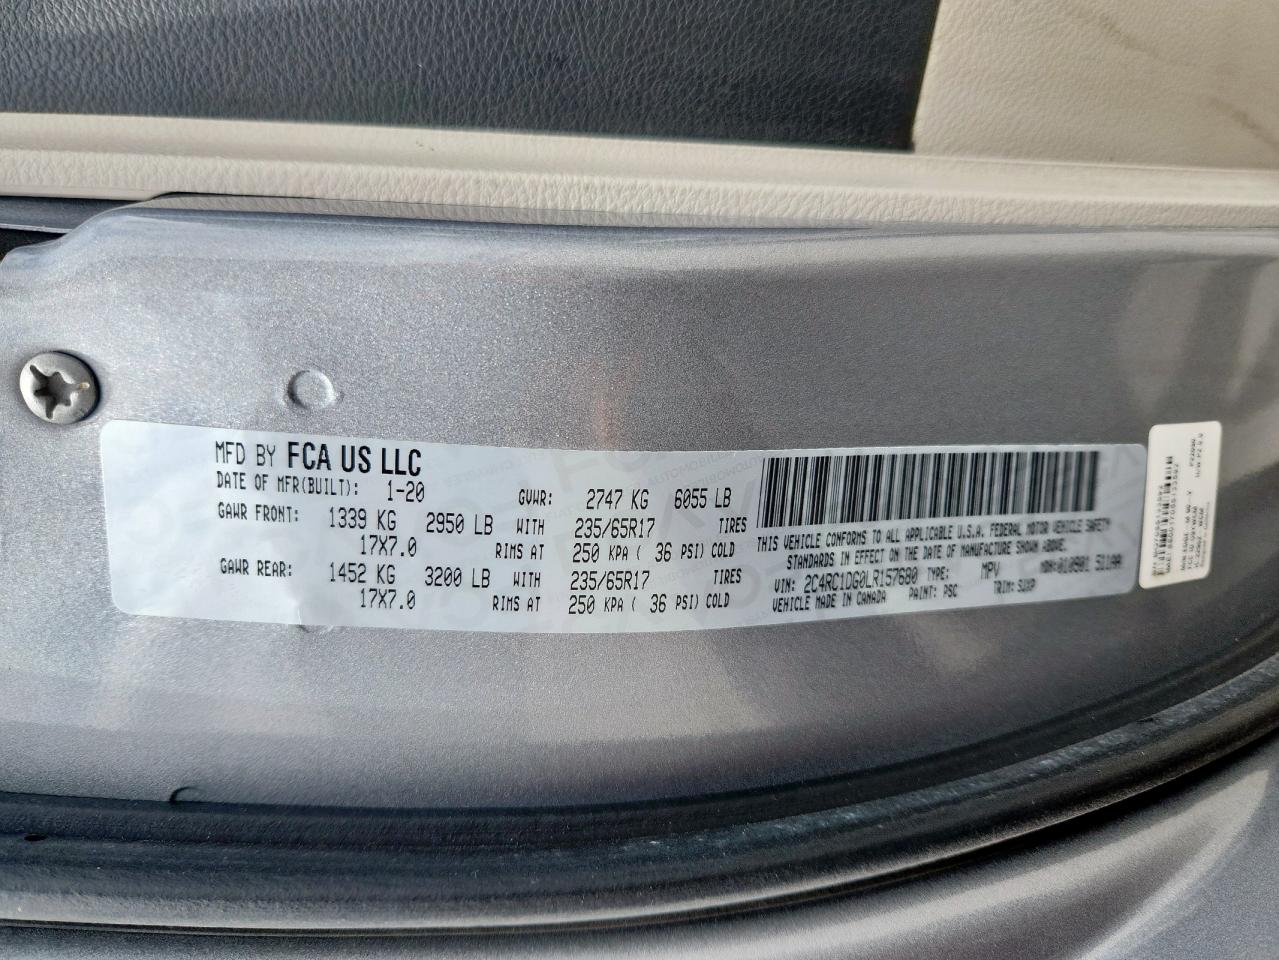 MFD BY FCA US LLC
DATE OF MFR(BUILT): 1-20 GVWR: 2747 KG 6055 LB
GAWR FRONT: 1339 KG 2950 LB WITH 235/65R17 TIRES
17X7.0 RIMS AT 250 KPA ( 36 PSI) COLD
GAWR REAR: 1452 KG 3200 LB WITH 235/65R17 TIRES
17X7.0 RIMS AT 250 KPA ( 36 PSI) COLD
THIS VEHICLE CONFORMS TO ALL APPLICABLE U.S.A. FEDERAL MOTOR VEHICLE SAFETY
STANDARDS IN EFFECT ON THE DATE OF MANUFACTURE SHOWN ABOVE.
VIN: 2C4RC1DG0LR157680 TYPE: MPV MDH:010901 511AA
VEHICLE MADE IN CANADA PAINT: PSC TRIM: